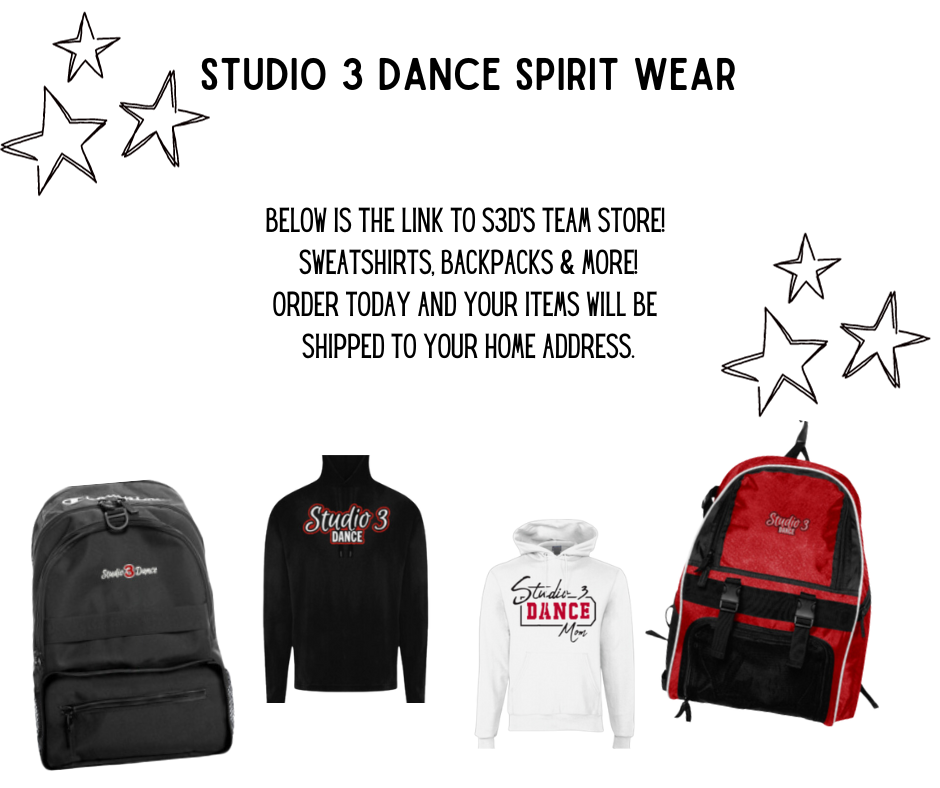 STUDIO 3 DANCE SPIRIT WEAR
BELOW IS THE LINK TO S3D'S TEAM STORE!
SWEATSHIRTS, BACKPACKS & MORE!
ORDER TODAY AND YOUR ITEMS WILL BE
SHIPPED TO YOUR HOME ADDRESS.
Champion
Studio 3 Dance
Studio 3
DANCE
Studio 3
DANCE
Mom
Studio 3
DANCE